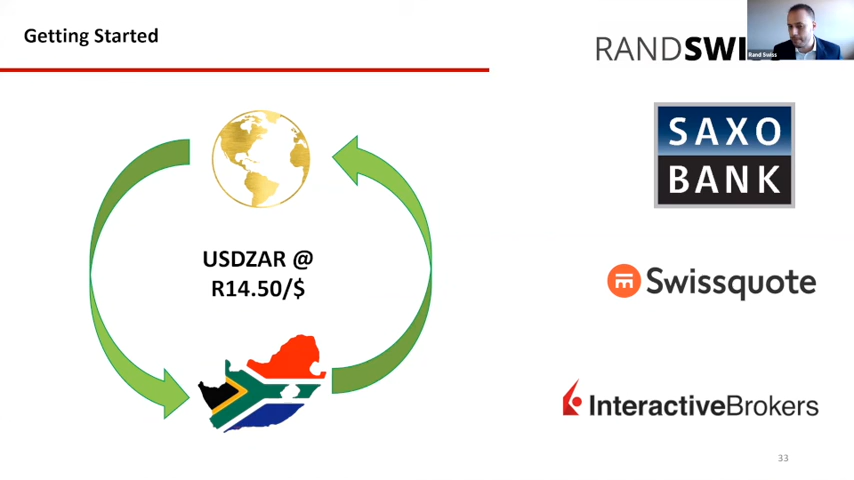 Getting Started
RANDSWI
Rand Swiss
SAXO
BANK
USDZAR @
R14.50/$
Swissquote
InteractiveBrokers
33